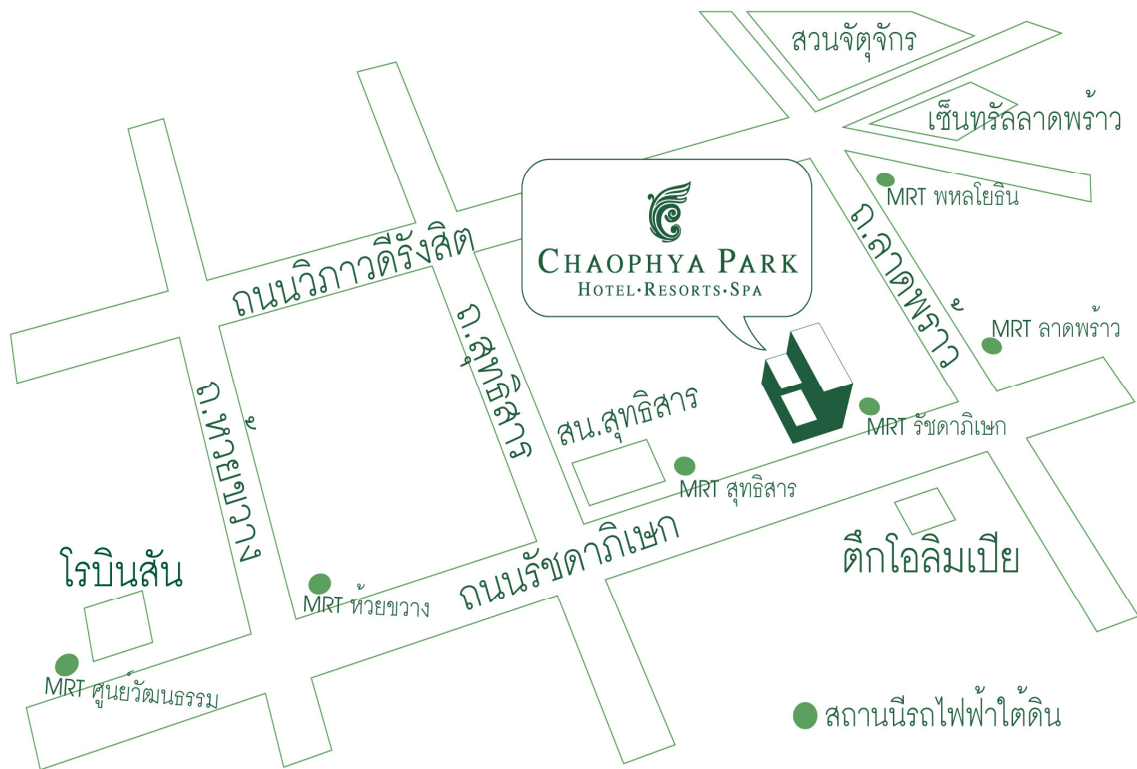 สวนจัตุจักร
เซ็นทรัลลาดพร้าว
MRT พหลโยธิน
CHAOPHYA PARK
HOTEL·RESORTS·SPA
ถ.ลาดพร้าว
ถนนวิภาวดีรังสิต
MRT ลาดพร้าว
ถ.สุทธิสาร
ถ.ห้วยขวาง
สน.สุทธิสาร
MRT รัชดาภิเษก
MRT สุทธิสาร
ถนนรัชดาภิเษก
ตึกโอลิมเปีย
โรบินสัน
MRT ห้วยขวาง
MRT ศูนย์วัฒนธรรม
สถานนีรถไฟฟ้าใต้ดิน